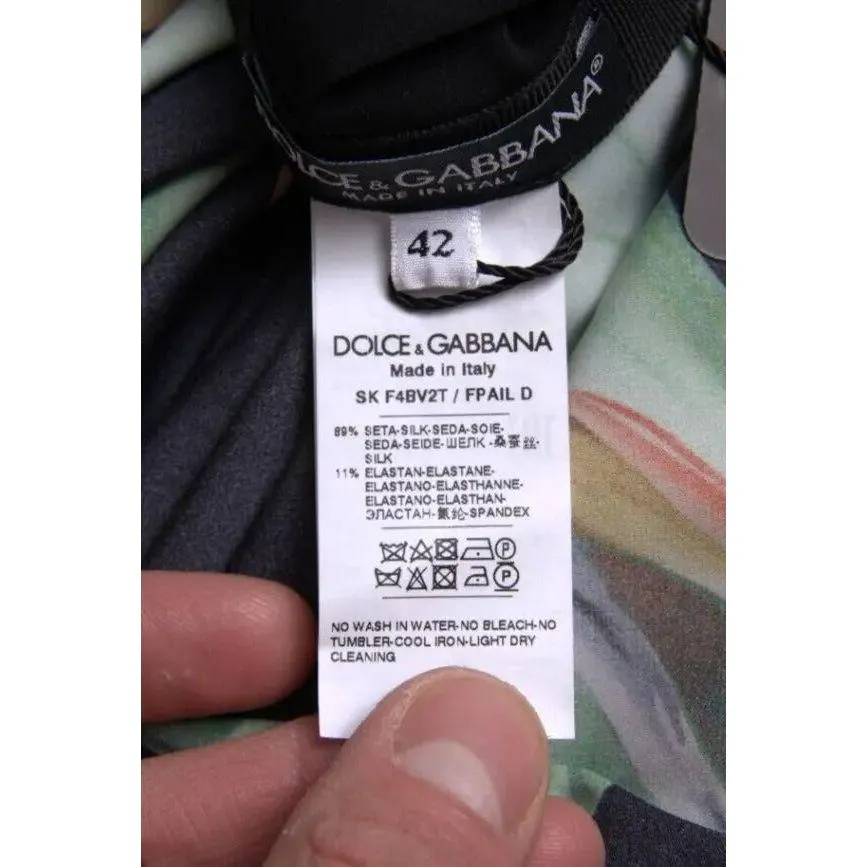 DOLCE & GABBANA®
MADE IN ITALY
42
DOLCE & GABBANA
Made in Italy
SK F4BV2T / FPAIL D
89% SETA-SILK-SEDA-SOIE-
SEDA-SEIDE-ШЕЛК -桑蚕丝-
SILK
11% ELASTAN-ELASTANE-
ELASTANO-ELASTHANNE-
ELASTANO-ELASTHAN-
ЭЛАСТАН-氨纶-SPANDEX
P
P
NO WASH IN WATER-NO BLEACH-NO
TUMBLER-COOL IRON-LIGHT DRY
CLEANING